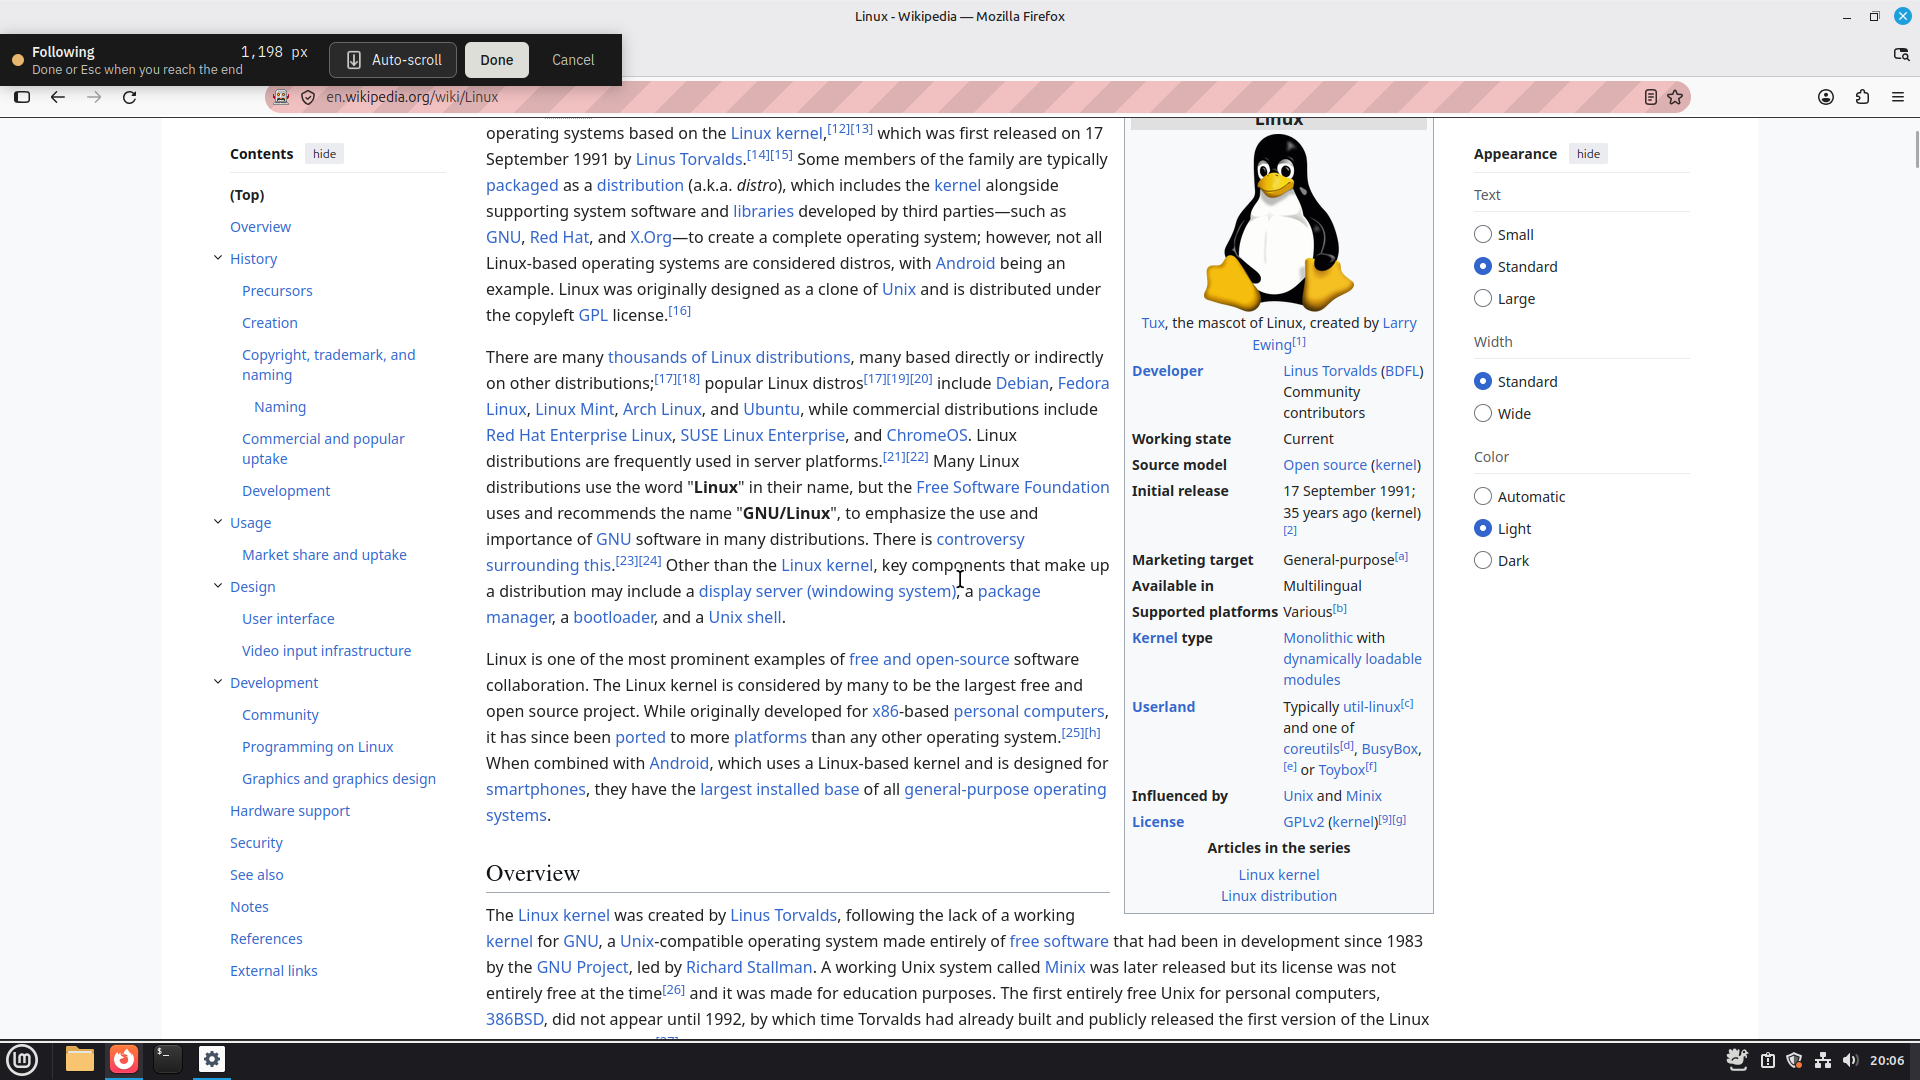 Linux - Wikipedia — Mozilla Firefox
Following
Done or Esc when you reach the end
1,198 px
Auto-scroll
Done
Cancel
en.wikipedia.org/wiki/Linux
Contents
hide
(Top)
Overview
History
Precursors
Creation
Copyright, trademark, and
naming
Naming
Commercial and popular
uptake
Development
Usage
Market share and uptake
Design
User interface
Video input infrastructure
Development
Community
Programming on Linux
Graphics and graphics design
Hardware support
Security
See also
Notes
References
External links
operating systems based on the Linux kernel,[12][13] which was first released on 17
September 1991 by Linus Torvalds.[14][15] Some members of the family are typically
packaged as a distribution (a.k.a. distro), which includes the kernel alongside
supporting system software and libraries developed by third parties—such as
GNU, Red Hat, and X.Org—to create a complete operating system; however, not all
Linux-based operating systems are considered distros, with Android being an
example. Linux was originally designed as a clone of Unix and is distributed under
the copyleft GPL license.[16]
There are many thousands of Linux distributions, many based directly or indirectly
on other distributions;[17][18] popular Linux distros[17][19][20] include Debian, Fedora
Linux, Linux Mint, Arch Linux, and Ubuntu, while commercial distributions include
Red Hat Enterprise Linux, SUSE Linux Enterprise, and ChromeOS. Linux
distributions are frequently used in server platforms.[21][22] Many Linux
distributions use the word "Linux" in their name, but the Free Software Foundation
uses and recommends the name "GNU/Linux", to emphasize the use and
importance of GNU software in many distributions. There is controversy
surrounding this.[23][24] Other than the Linux kernel, key components that make up
a distribution may include a display server (windowing system), a package
manager, a bootloader, and a Unix shell.
Linux is one of the most prominent examples of free and open-source software
collaboration. The Linux kernel is considered by many to be the largest free and
open source project. While originally developed for x86-based personal computers,
it has since been ported to more platforms than any other operating system.[25][h]
When combined with Android, which uses a Linux-based kernel and is designed for
smartphones, they have the largest installed base of all general-purpose operating
systems.
Overview
The Linux kernel was created by Linus Torvalds, following the lack of a working
kernel for GNU, a Unix-compatible operating system made entirely of free software that had been in development since 1983
by the GNU Project, led by Richard Stallman. A working Unix system called Minix was later released but its license was not
entirely free at the time[26] and it was made for education purposes. The first entirely free Unix for personal computers,
386BSD, did not appear until 1992, by which time Torvalds had already built and publicly released the first version of the Linux
Linux
Tux, the mascot of Linux, created by Larry
Ewing[1]
Developer Linus Torvalds (BDFL)
Community
contributors
Working state Current
Source model Open source (kernel)
Initial release 17 September 1991;
35 years ago (kernel)
[2]
Marketing target General-purpose[a]
Available in Multilingual
Supported platforms Various[b]
Kernel type Monolithic with
dynamically loadable
modules
Userland Typically util-linux[c]
and one of
coreutils[d], BusyBox,
[e] or Toybox[f]
Influenced by Unix and Minix
License GPLv2 (kernel)[9][g]
Articles in the series
Linux kernel
Linux distribution
Appearance
hide
Text
Small
Standard
Large
Width
Standard
Wide
Color
Automatic
Light
Dark
20:06